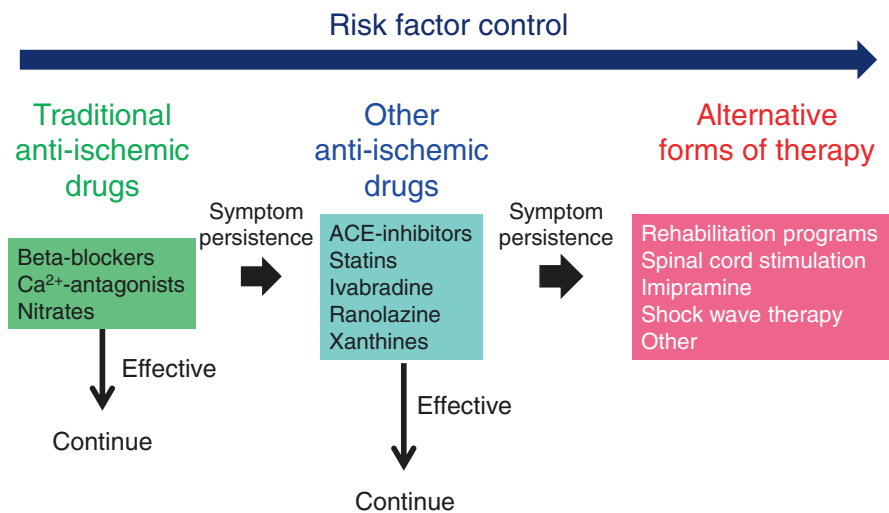 Risk factor control
Traditional
anti-ischemic
drugs
Beta-blockers
Ca²⁺-antagonists
Nitrates
Effective
Continue
Symptom
persistence
Other
anti-ischemic
drugs
ACE-inhibitors
Statins
Ivabradine
Ranolazine
Xanthines
Effective
Continue
Symptom
persistence
Alternative
forms of therapy
Rehabilitation programs
Spinal cord stimulation
Imipramine
Shock wave therapy
Other